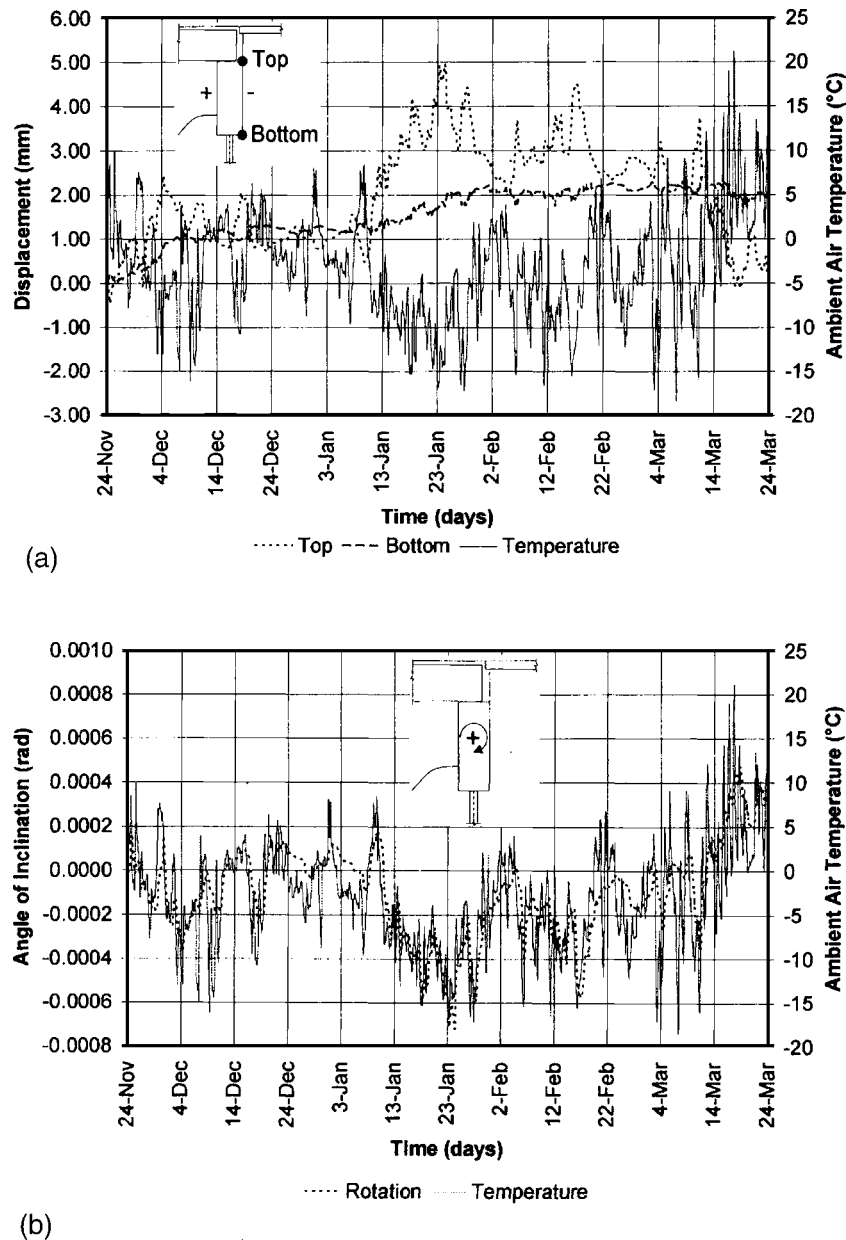 6.00
5.00
4.00
3.00
2.00
1.00
0.00
-1.00
-2.00
-3.00
Displacement (mm)
Top
+ -
Bottom
25
20
15
10
5
0
-5
-10
-15
-20
Ambient Air Temperature (°C)
24-Nov
4-Dec
14-Dec
24-Dec
3-Jan
13-Jan
23-Jan
2-Feb
12-Feb
22-Feb
4-Mar
14-Mar
24-Mar
Time (days)
Top Bottom Temperature
(a)
0.0010
0.0008
0.0006
0.0004
0.0002
0.0000
-0.0002
-0.0004
-0.0006
-0.0008
Angle of Inclination (rad)
+
25
20
15
10
5
0
-5
-10
-15
-20
Ambient Air Temperature (°C)
24-Nov
4-Dec
14-Dec
24-Dec
3-Jan
13-Jan
23-Jan
2-Feb
12-Feb
22-Feb
4-Mar
14-Mar
24-Mar
Time (days)
Rotation Temperature
(b)